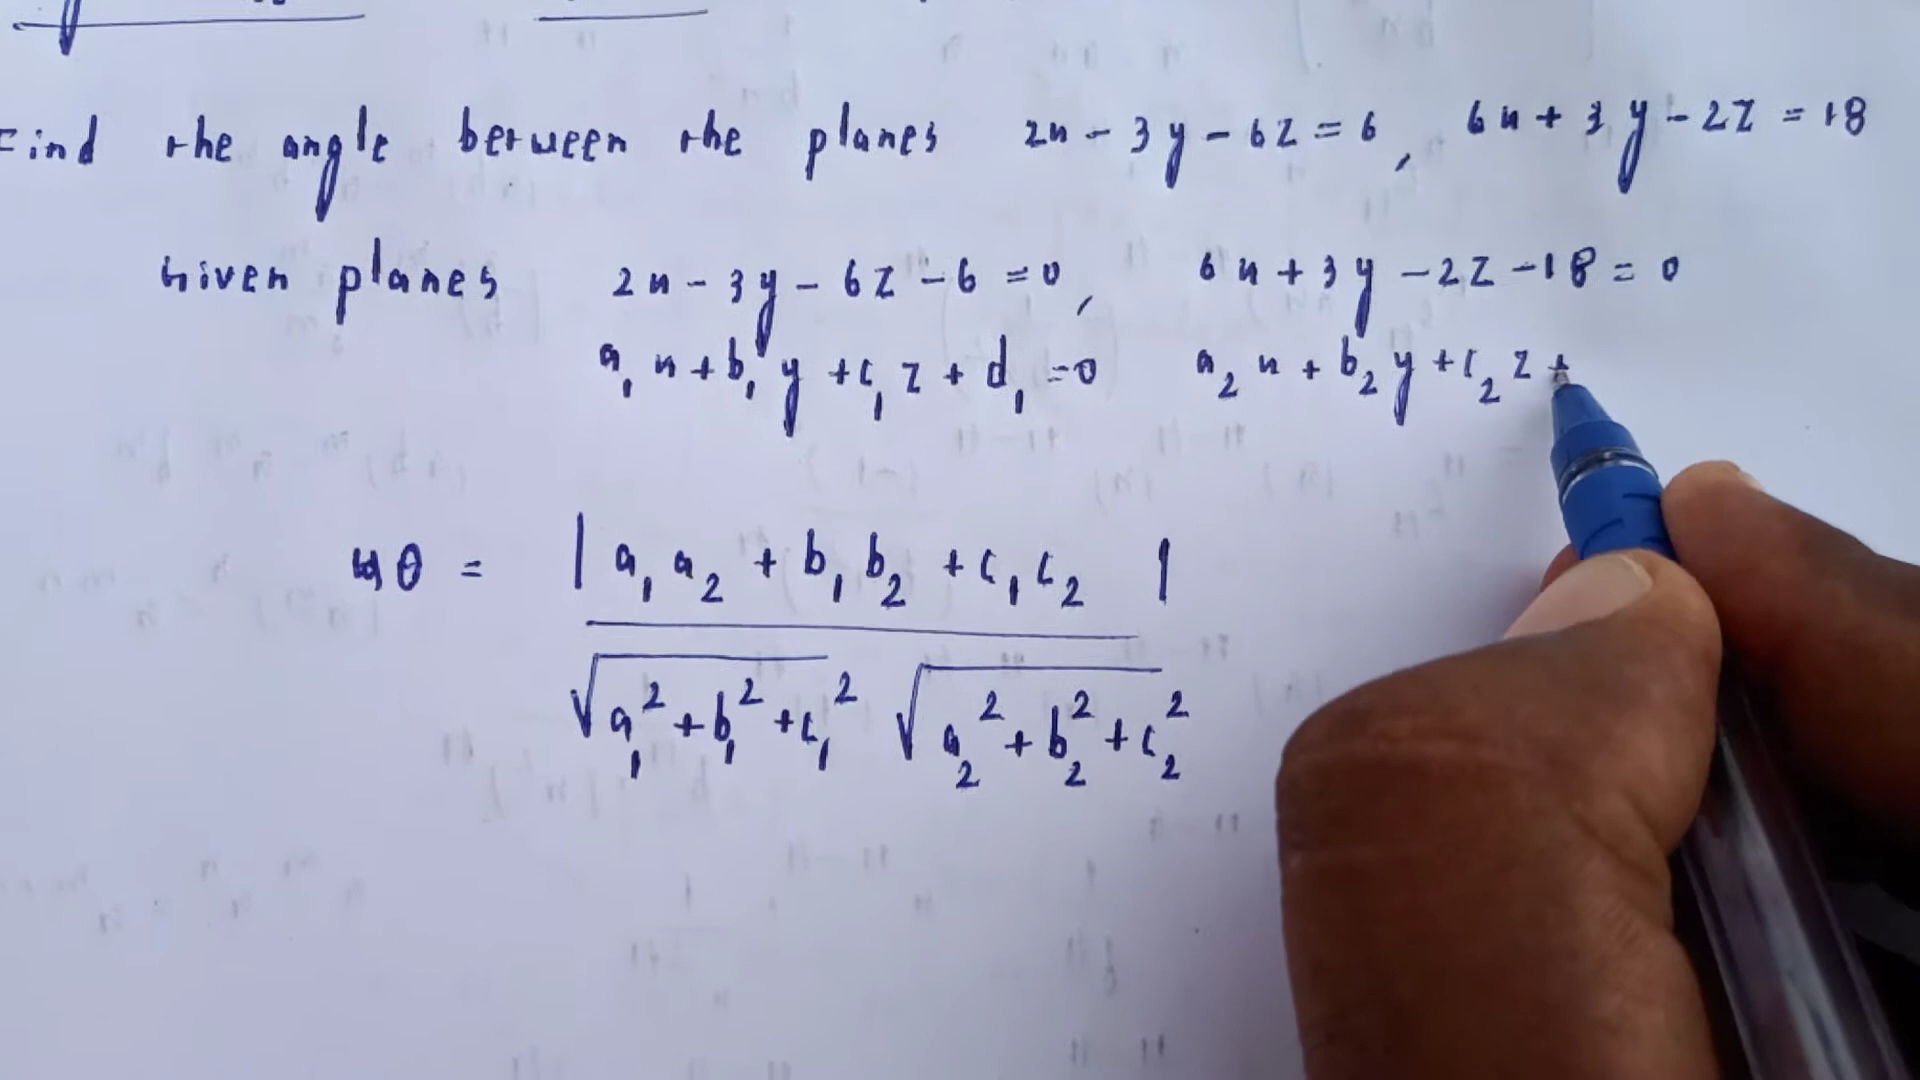 Find the angle between the planes 2x - 3y - 6z = 6, 6x + 3y - 2z = 18
Given planes 2x - 3y - 6z - 6 = 0, 6x + 3y - 2z - 18 = 0
a₁x + b₁y + c₁z + d₁ = 0 a₂x + b₂y + c₂z +
cos θ = | a₁a₂ + b₁b₂ + c₁c₂ |
√a₁² + b₁² + c₁² √a₂² + b₂² + c₂²